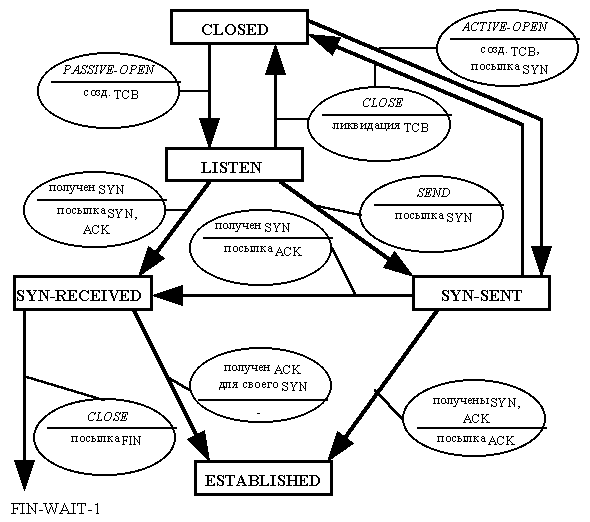 CLOSED
ACTIVE-OPEN
созд. TCB,
посылка SYN
PASSIVE-OPEN
созд. TCB
CLOSE
ликвидация TCB
LISTEN
получен SYN
посылка SYN,
ACK
SEND
посылка SYN
получен SYN
посылка ACK
SYN-RECEIVED
SYN-SENT
получен ACK
для своего SYN
-
CLOSE
посылка FIN
получены SYN,
ACK
посылка ACK
ESTABLISHED
FIN-WAIT-1